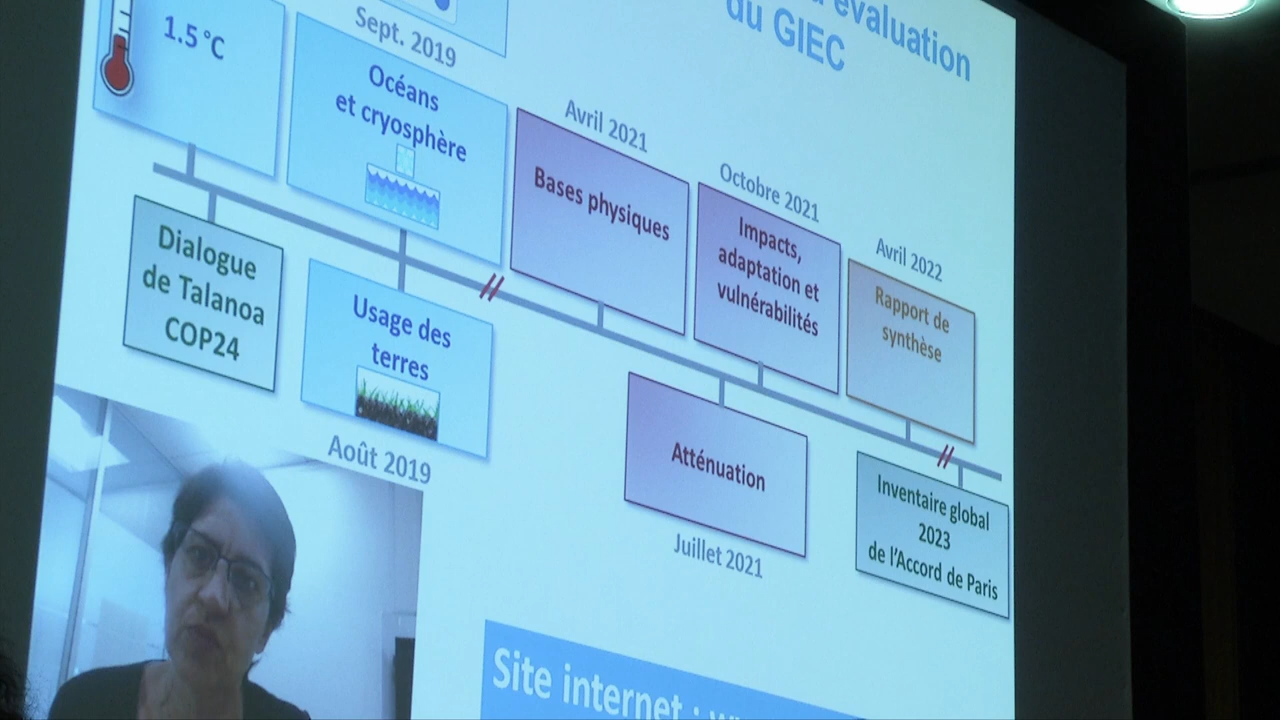 évaluation
du GIEC
1.5°C
Sept. 2019
Océans
et cryosphère
Avril 2021
Bases physiques
Octobre 2021
Impacts,
adaptation et
vulnérabilités
Avril 2022
Rapport de
synthèse
Dialogue
de Talanoa
COP24
Usage des
terres
Août 2019
Atténuation
Juillet 2021
Inventaire global
2023
de l'Accord de Paris
Site internet :